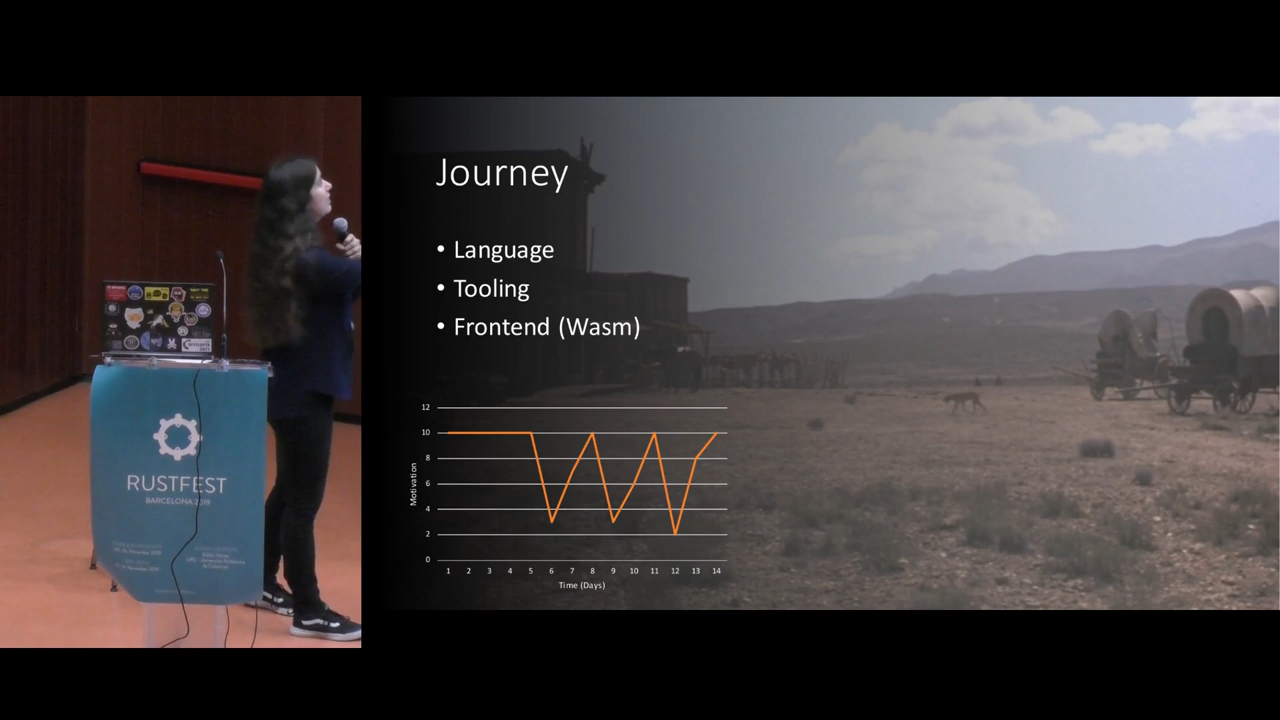 Journey
• Language
• Tooling
• Frontend (Wasm)
12
10
8
6
4
2
0
Motivation
1 2 3 4 5 6 7 8 9 10 11 12 13 14
Time (Days)
RUSTFEST
BARCELONA 2019